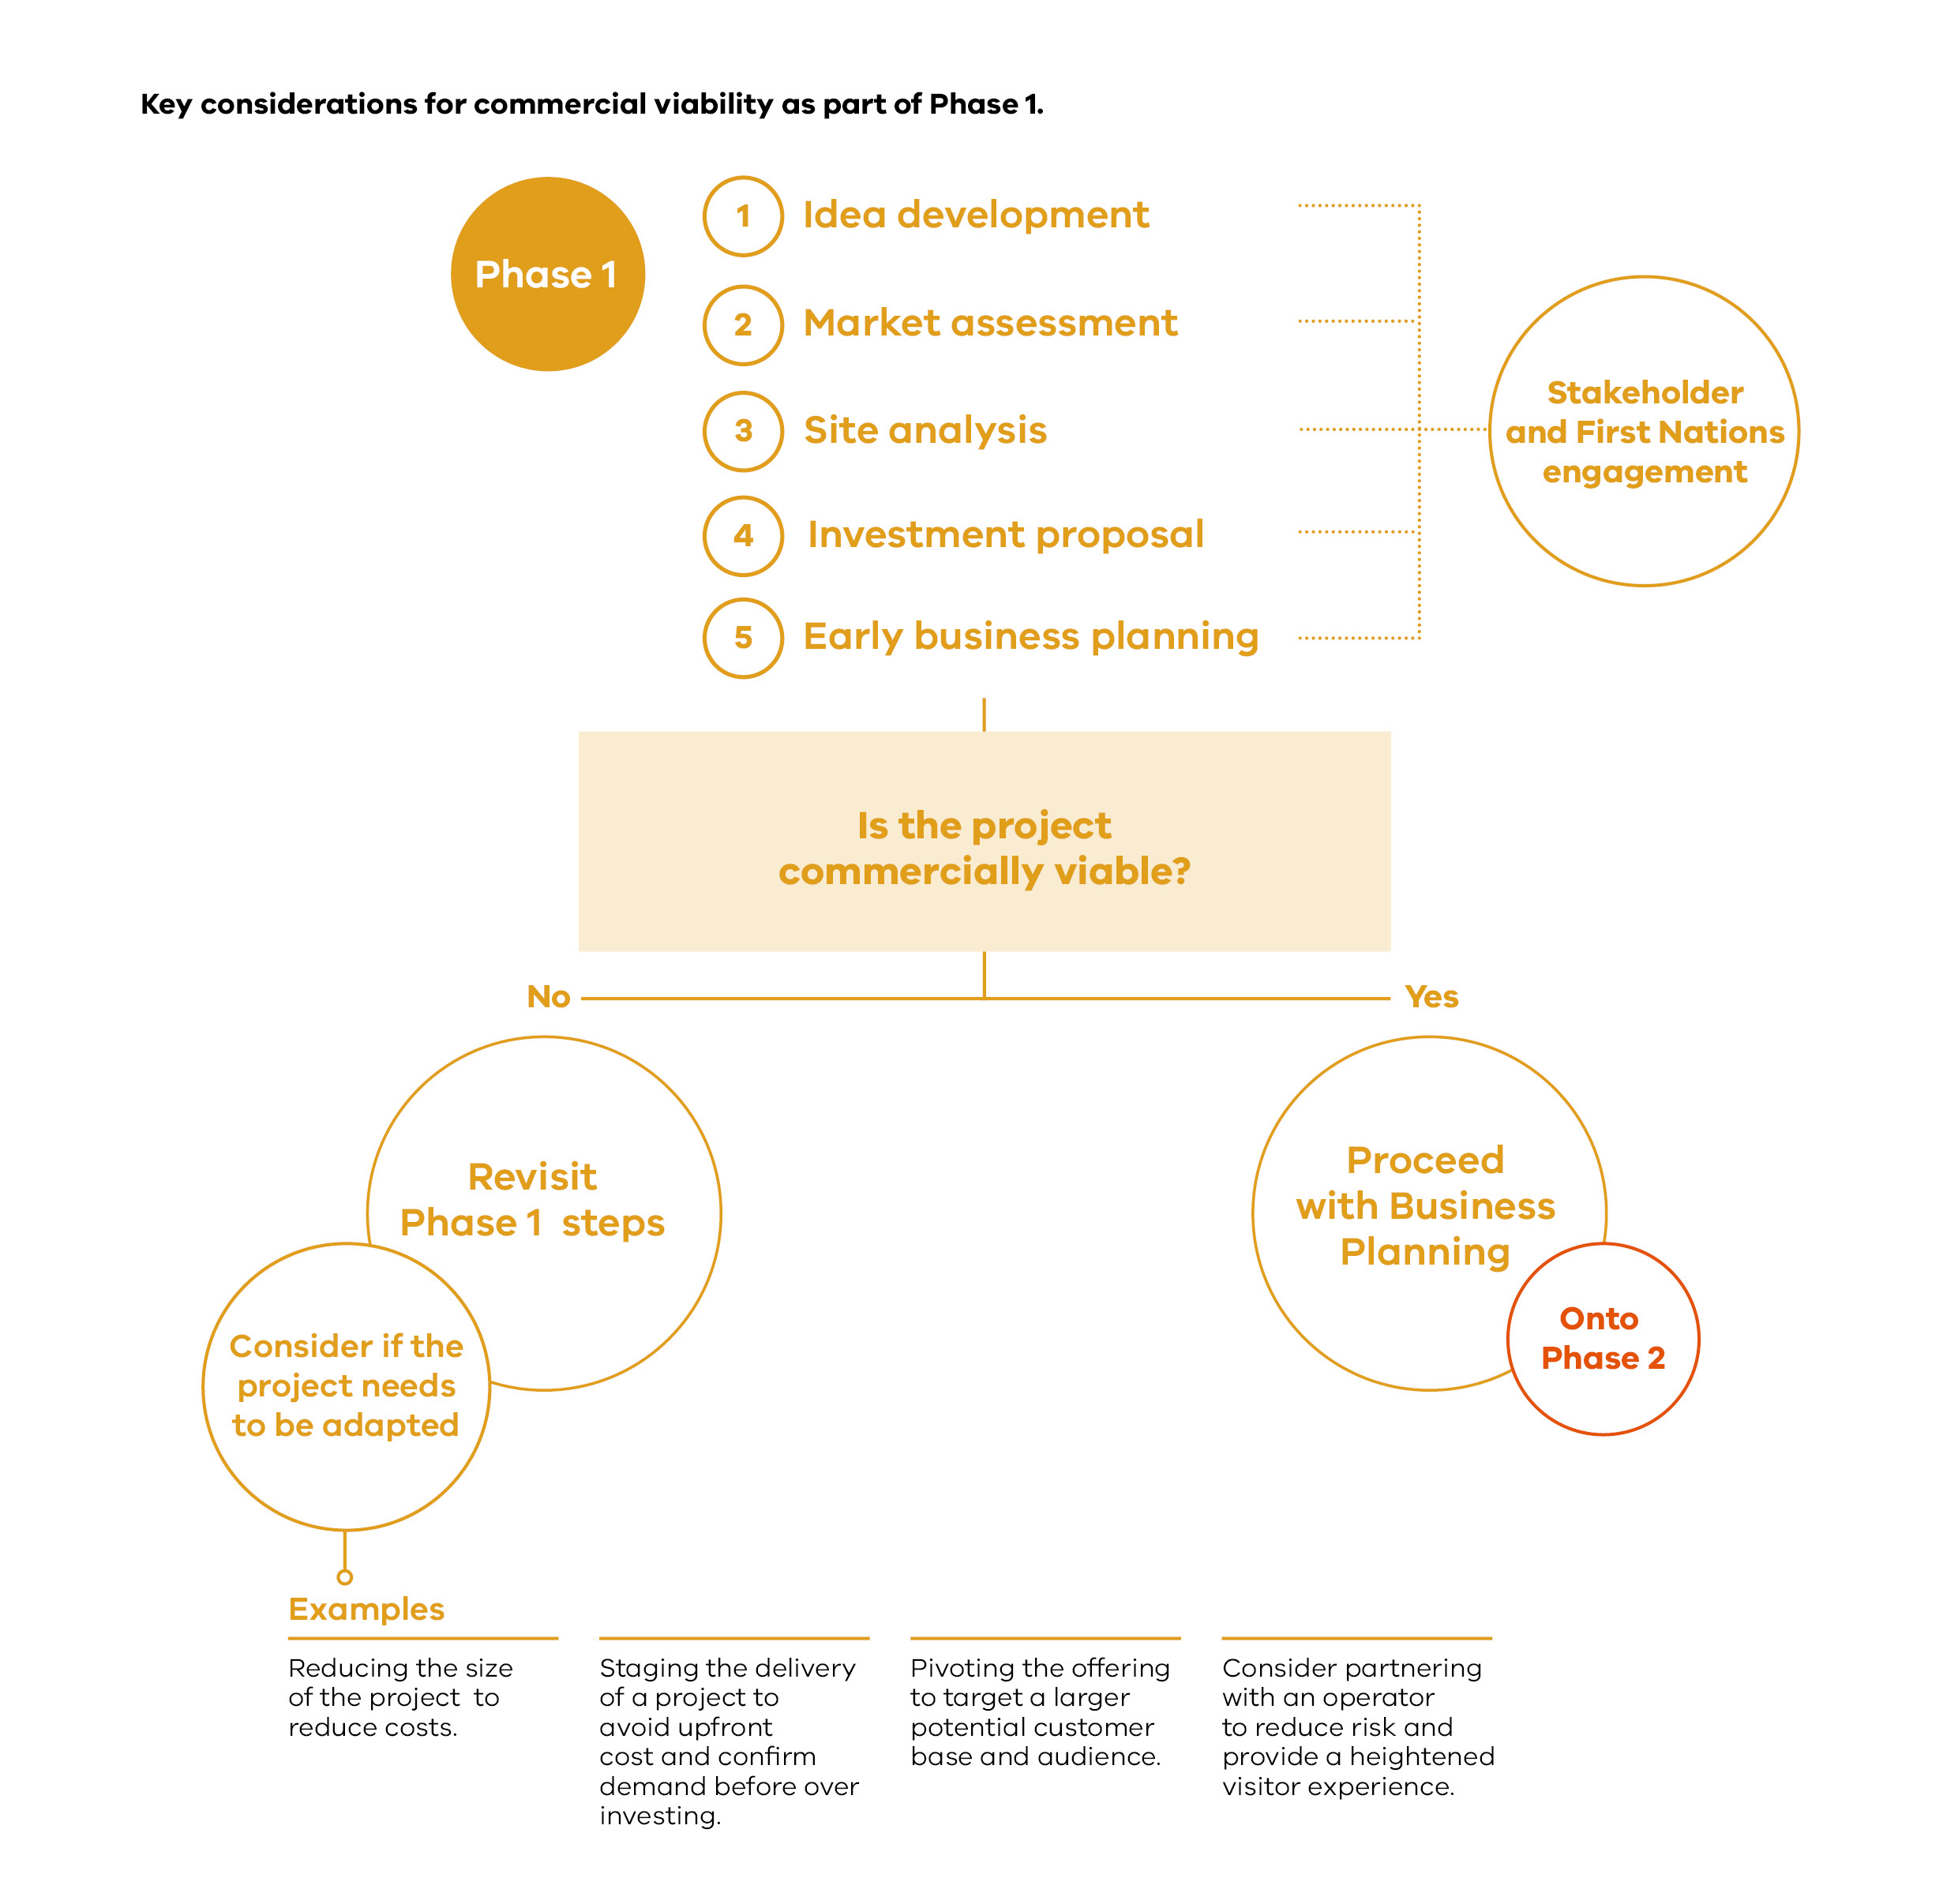 Key considerations for commercial viability as part of Phase 1.
Phase 1
1 Idea development
2 Market assessment
3 Site analysis
4 Investment proposal
5 Early business planning
Stakeholder
and First Nations
engagement
Is the project
commercially viable?
No
Yes
Revisit
Phase 1 steps
Consider if the
project needs
to be adapted
Proceed
with Business
Planning
Onto
Phase 2
Examples
Reducing the size
of the project to
reduce costs.
Staging the delivery
of a project to
avoid upfront
cost and confirm
demand before over
investing.
Pivoting the offering
to target a larger
potential customer
base and audience.
Consider partnering
with an operator
to reduce risk and
provide a heightened
visitor experience.